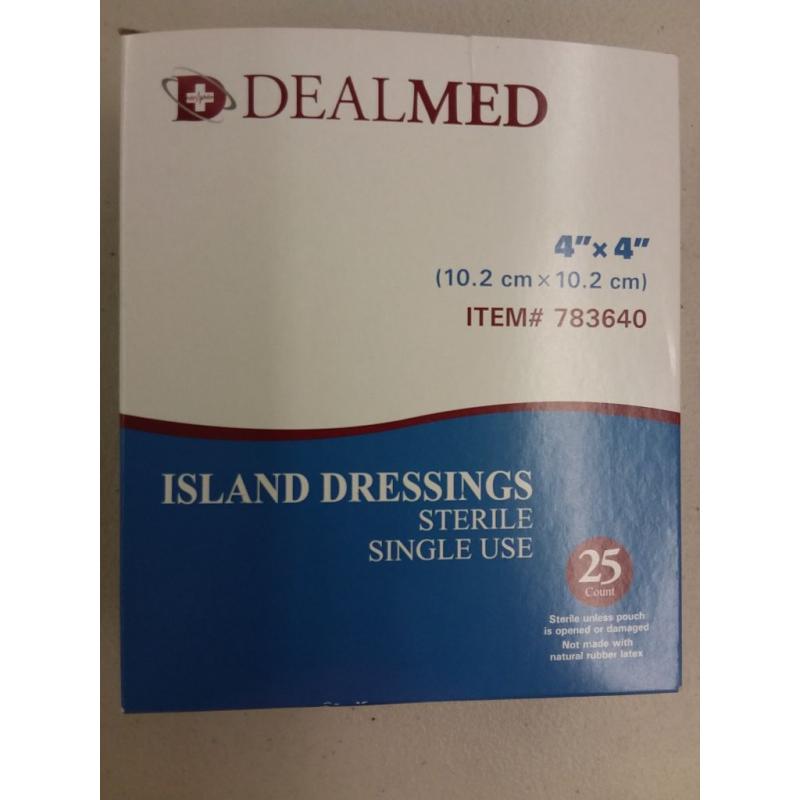 DEALMED
4" x 4"
(10.2 cm x 10.2 cm)
ITEM# 783640
ISLAND DRESSINGS
STERILE
SINGLE USE
25
Count
Sterile unless pouch
is opened or damaged
Not made with
natural rubber latex